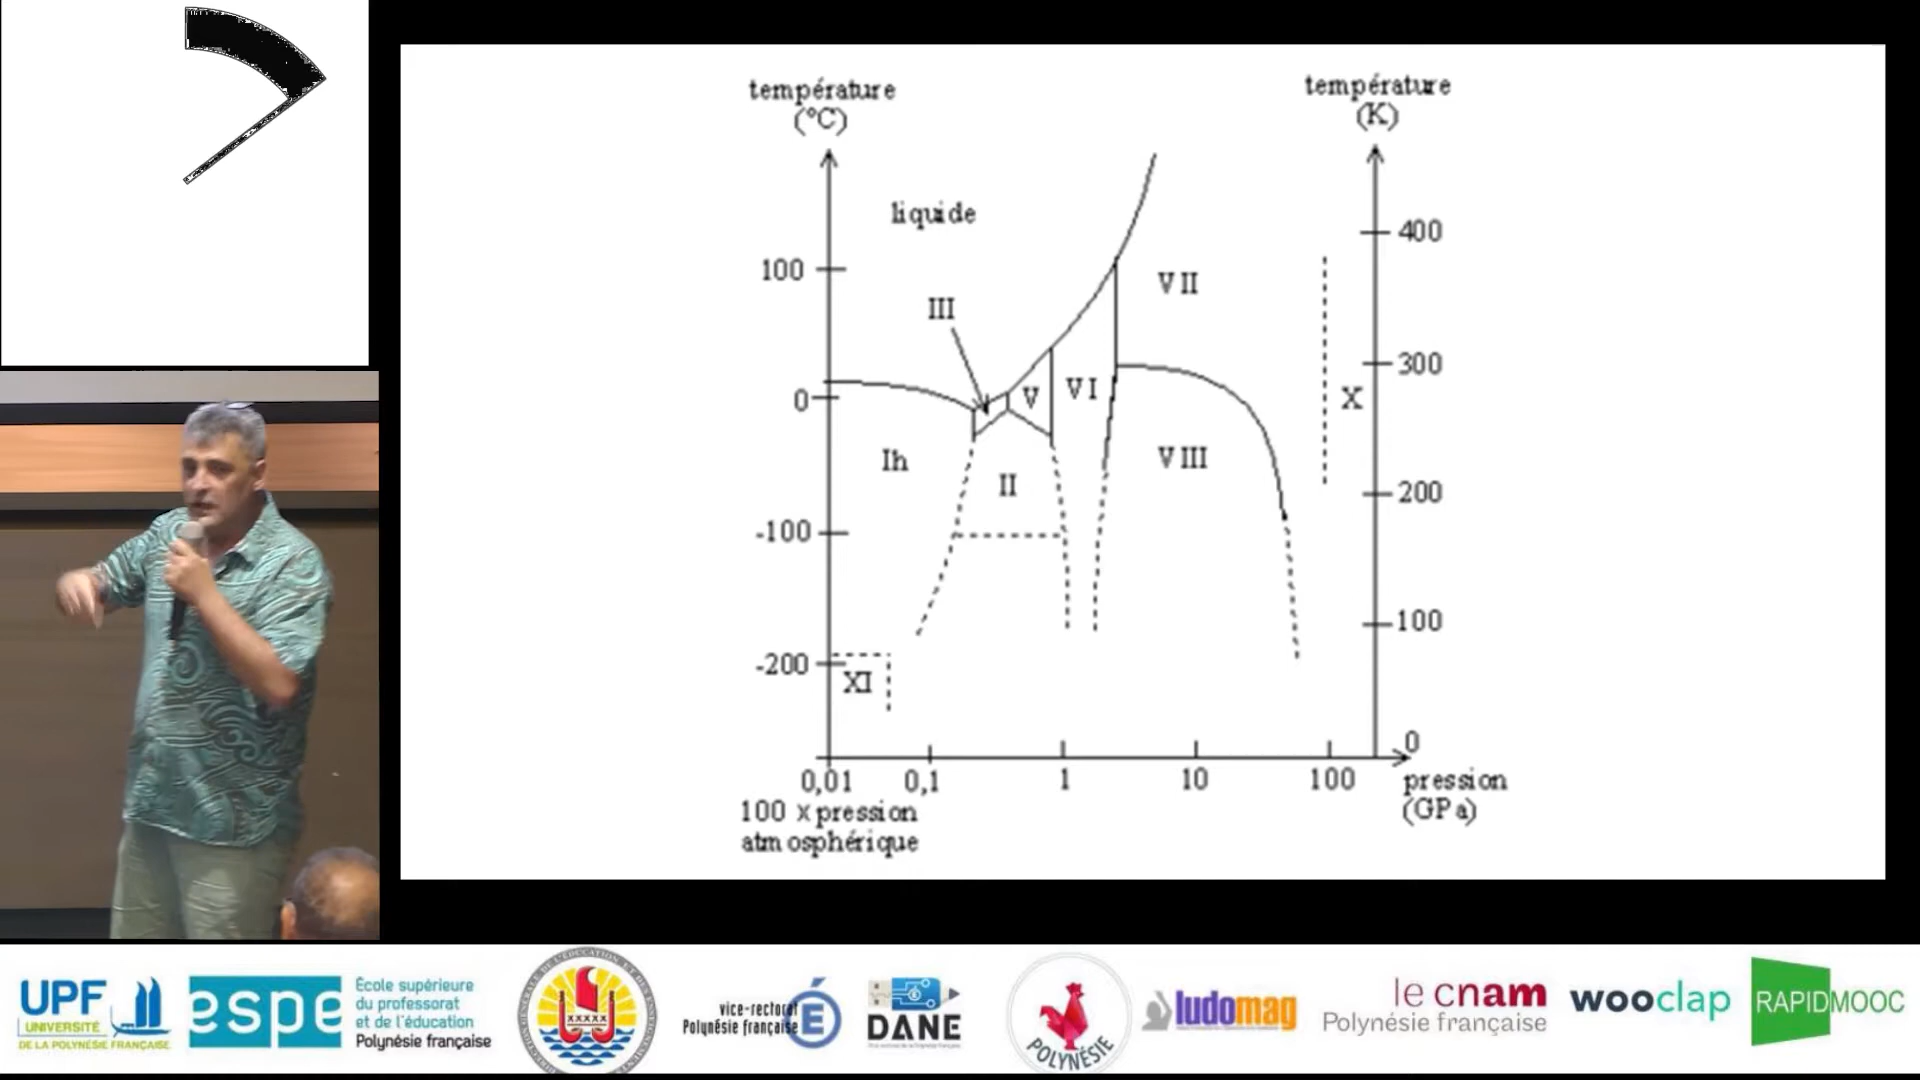 température
(°C)
température
(K)
liquide
400
100
VII
III
300
VI
V
X
0
Ih
VIII
II
200
-100
100
-200
XI
0
0,01
0,1
1
10
100
pression
(GPa)
100 x pression
atmosphérique
UPF
UNIVERSITÉ
DE LA POLYNÉSIE FRANÇAISE
espe
École supérieure
du professorat
et de l'éducation
Polynésie française
vice-rectorat
Polynésie française
É
DANE
POLYNÉSIE
ludomag
le cnam
Polynésie française
wooclap
RAPIDMOOC